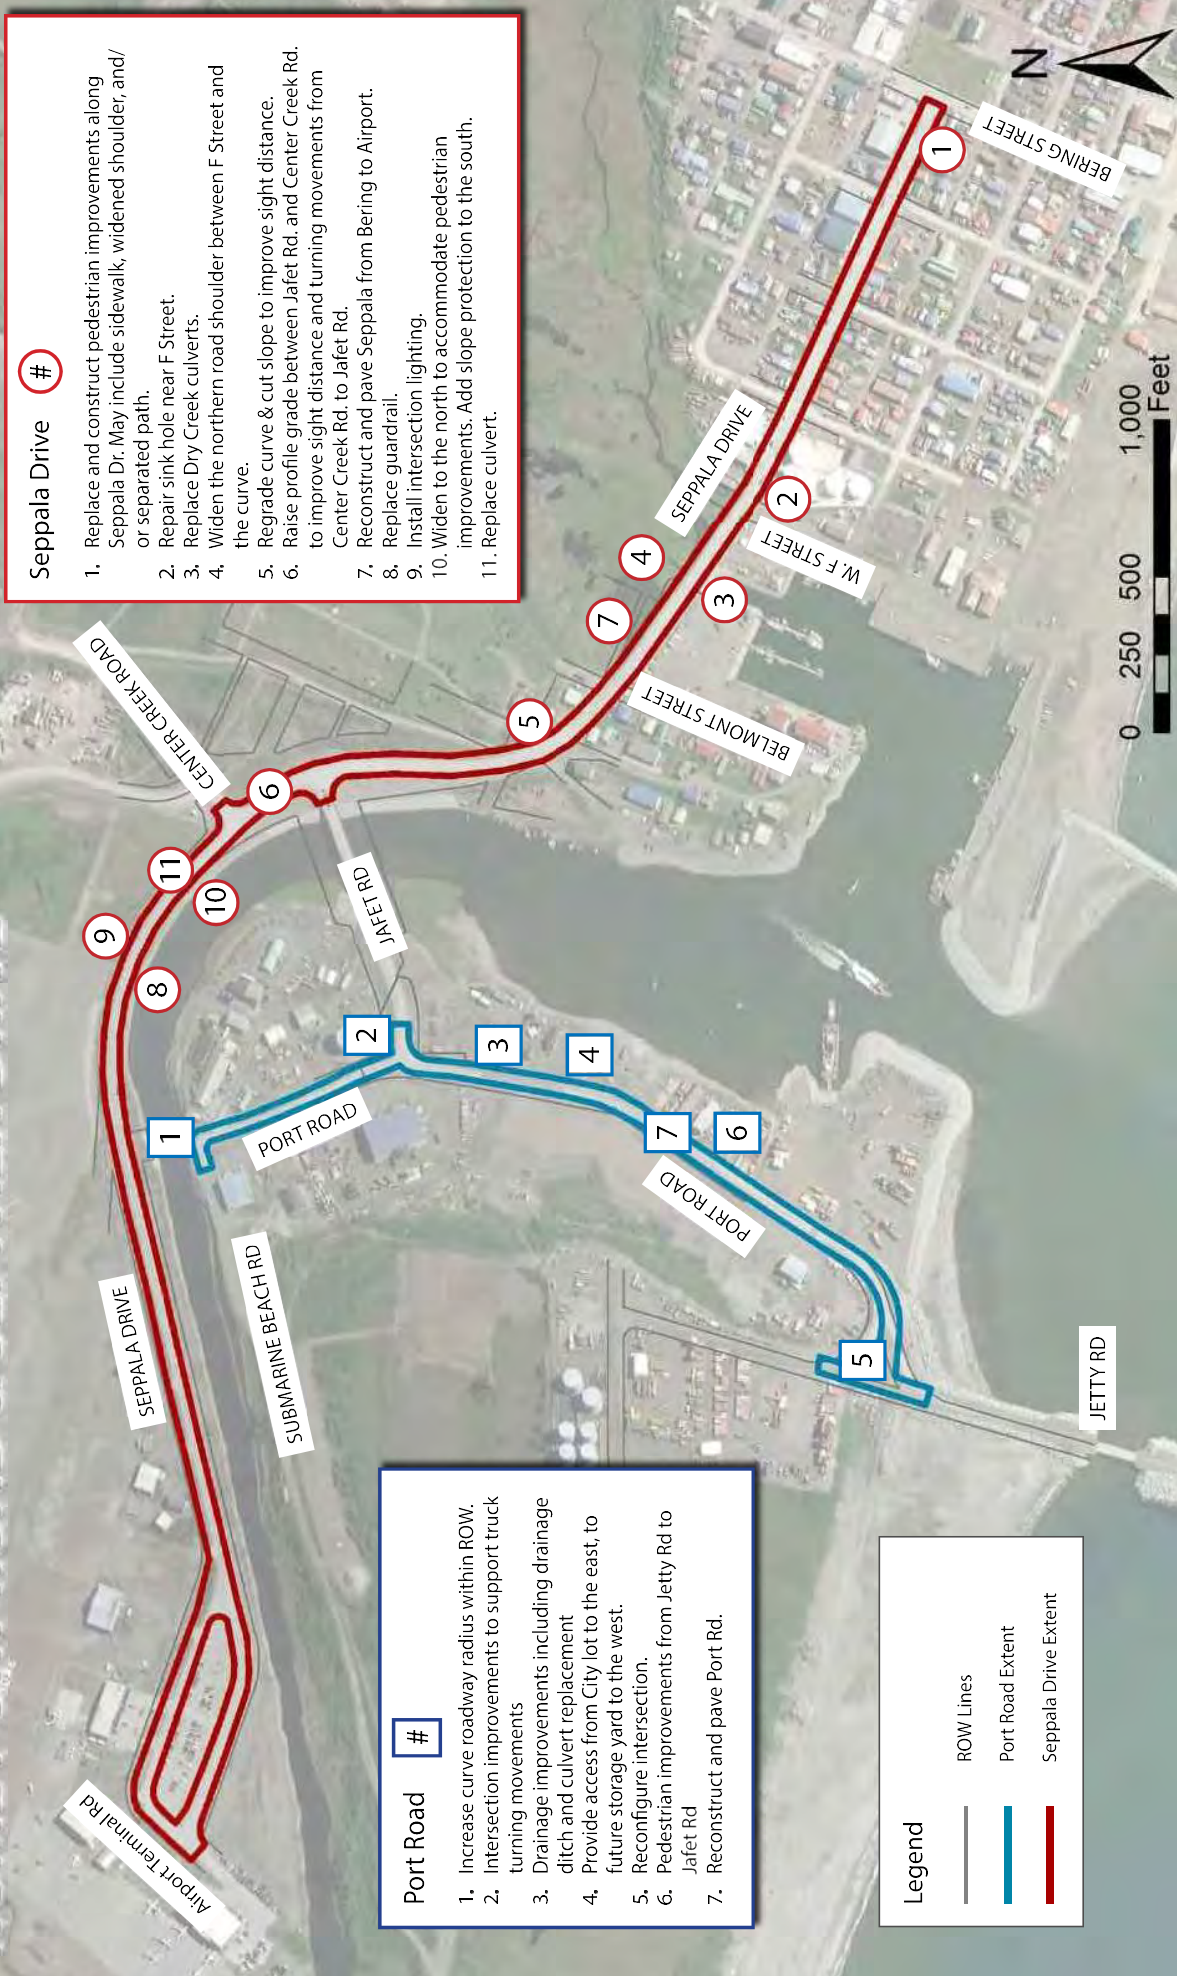 Seppala Drive #
1. Replace and construct pedestrian improvements along
Seppala Dr. May include sidewalk, widened shoulder, and/
or separated path.
2. Repair sink hole near F Street.
3. Replace Dry Creek culverts.
4. Widen the northern road shoulder between F Street and
the curve.
5. Regrade curve & cut slope to improve sight distance.
6. Raise profile grade between Jafet Rd. and Center Creek Rd.
to improve sight distance and turning movements from
Center Creek Rd. to Jafet Rd.
7. Reconstruct and pave Seppala from Bering to Airport.
8. Replace guardrail.
9. Install intersection lighting.
10. Widen to the north to accommodate pedestrian
improvements. Add slope protection to the south.
11. Replace culvert.
Airport Terminal Rd
SEPPALA DRIVE
SUBMARINE BEACH RD
1
PORT ROAD
9
8
11
10
CENTER CREEK ROAD
6
JAFET RD
2
3
4
7
6
PORT ROAD
5
JETTY RD
5
BELMONT STREET
7
4
3
SEPPALA DRIVE
W. F STREET
2
1
BERING STREET
N
Port Road #
1. Increase curve roadway radius within ROW.
2. Intersection improvements to support truck
turning movements
3. Drainage improvements including drainage
ditch and culvert replacement
4. Provide access from City lot to the east, to
future storage yard to the west.
5. Reconfigure intersection.
6. Pedestrian improvements from Jetty Rd to
Jafet Rd
7. Reconstruct and pave Port Rd.
Legend
ROW Lines
Port Road Extent
Seppala Drive Extent
0 250 500 1,000
Feet